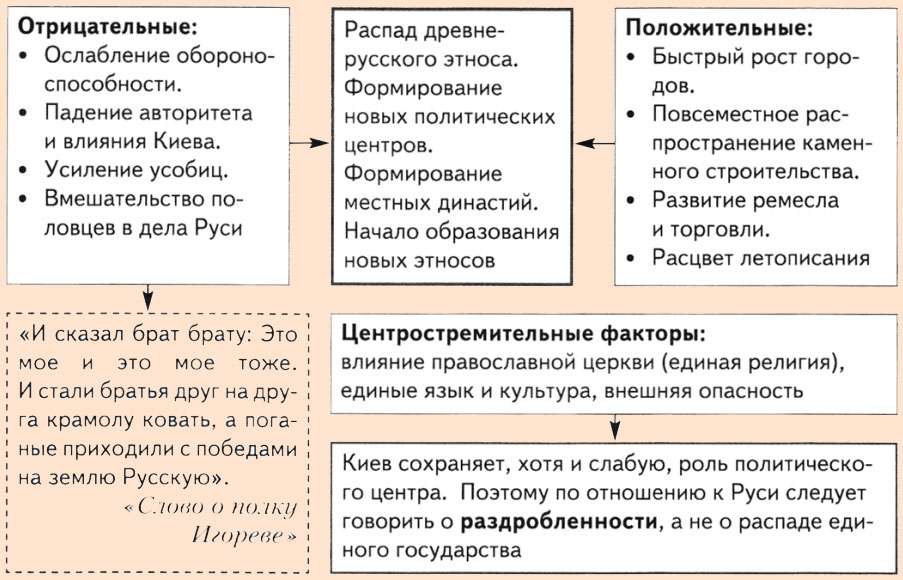 Отрицательные:
• Ослабление обороно-
способности.
• Падение авторитета
и влияния Киева.
• Усиление усобиц.
• Вмешательство по-
ловцев в дела Руси
Распад древне-
русского этноса.
Формирование
новых политических
центров.
Формирование
местных династий.
Начало образования
новых этносов
Положительные:
• Быстрый рост горо-
дов.
• Повсеместное рас-
пространение камен-
ного строительства.
• Развитие ремесла
и торговли.
• Расцвет летописания
«И сказал брат брату: Это
мое и это мое тоже.
И стали братья друг на дру-
га крамолу ковать, а пога-
ные приходили с победами
на землю Русскую».
«Слово о полку
Игореве»
Центростремительные факторы:
влияние православной церкви (единая религия),
единые язык и культура, внешняя опасность
Киев сохраняет, хотя и слабую, роль политическо-
го центра. Поэтому по отношению к Руси следует
говорить о раздробленности, а не о распаде еди-
ного государства